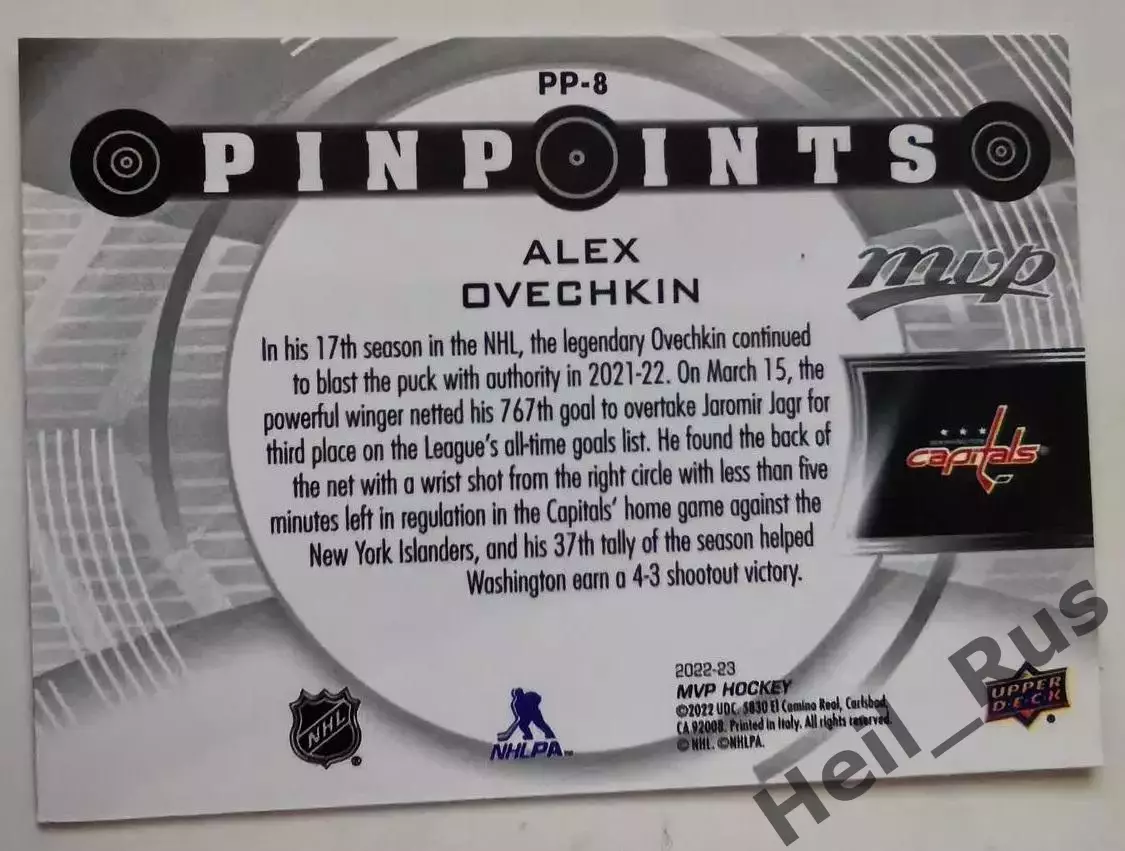 PP-8
PINPOINTS
ALEX
OVECHKIN
mvp
In his 17th season in the NHL, the legendary Ovechkin continued
to blast the puck with authority in 2021-22. On March 15, the
powerful winger netted his 767th goal to overtake Jaromir Jagr for
third place on the League's all-time goals list. He found the back of
the net with a wrist shot from the right circle with less than five
minutes left in regulation in the Capitals' home game against the
New York Islanders, and his 37th tally of the season helped
Washington earn a 4-3 shootout victory.
capitals
2022-23
MVP HOCKEY
©2022 UDC. 5830 El Camino Real, Carlsbad,
CA 92008. Printed in Italy. All rights reserved.
© NHL. ©NHLPA.
NHL
NHLPA
UPPER
DECK
Heil_Rus